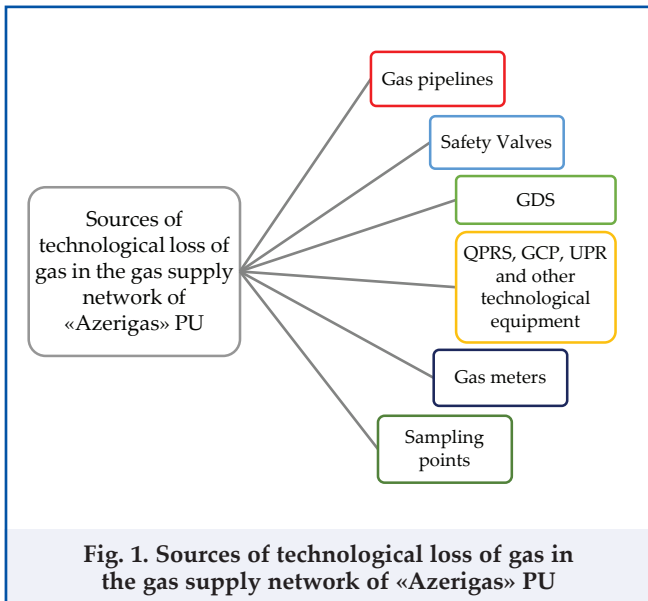 Gas pipelines
Safety Valves
GDS
Sources of
technological loss of
gas in the gas supply
network of
«Azerigas» PU
QPRS, GCP, UPR
and other
technological
equipment
Gas meters
Sampling
points
Fig. 1. Sources of technological loss of gas in
the gas supply network of «Azerigas» PU